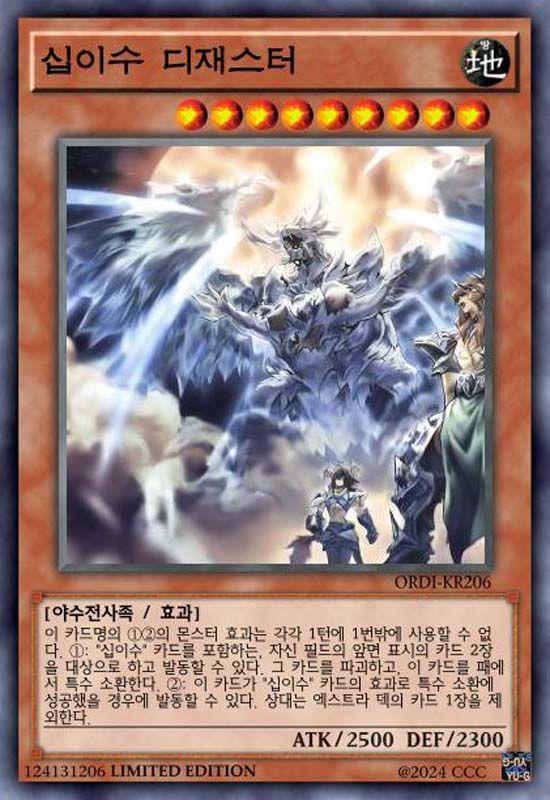 십이수 디재스터
땅
地
ORDI-KR206
[야수전사족 / 효과]
이 카드명의 ①②의 몬스터 효과는 각각 1턴에 1번밖에 사용할 수 없
다. ①: "십이수" 카드를 포함하는, 자신 필드의 앞면 표시의 카드 2장
을 대상으로 하고 발동할 수 있다. 그 카드를 파괴하고, 이 카드를 패에
서 특수 소환한다. ②: 이 카드가 "십이수" 카드의 효과로 특수 소환에
성공했을 경우에 발동할 수 있다. 상대는 엑스트라 덱의 카드 1장을 제
외한다.
ATK/2500 DEF/2300
124131206 LIMITED EDITION
@2024 CCC